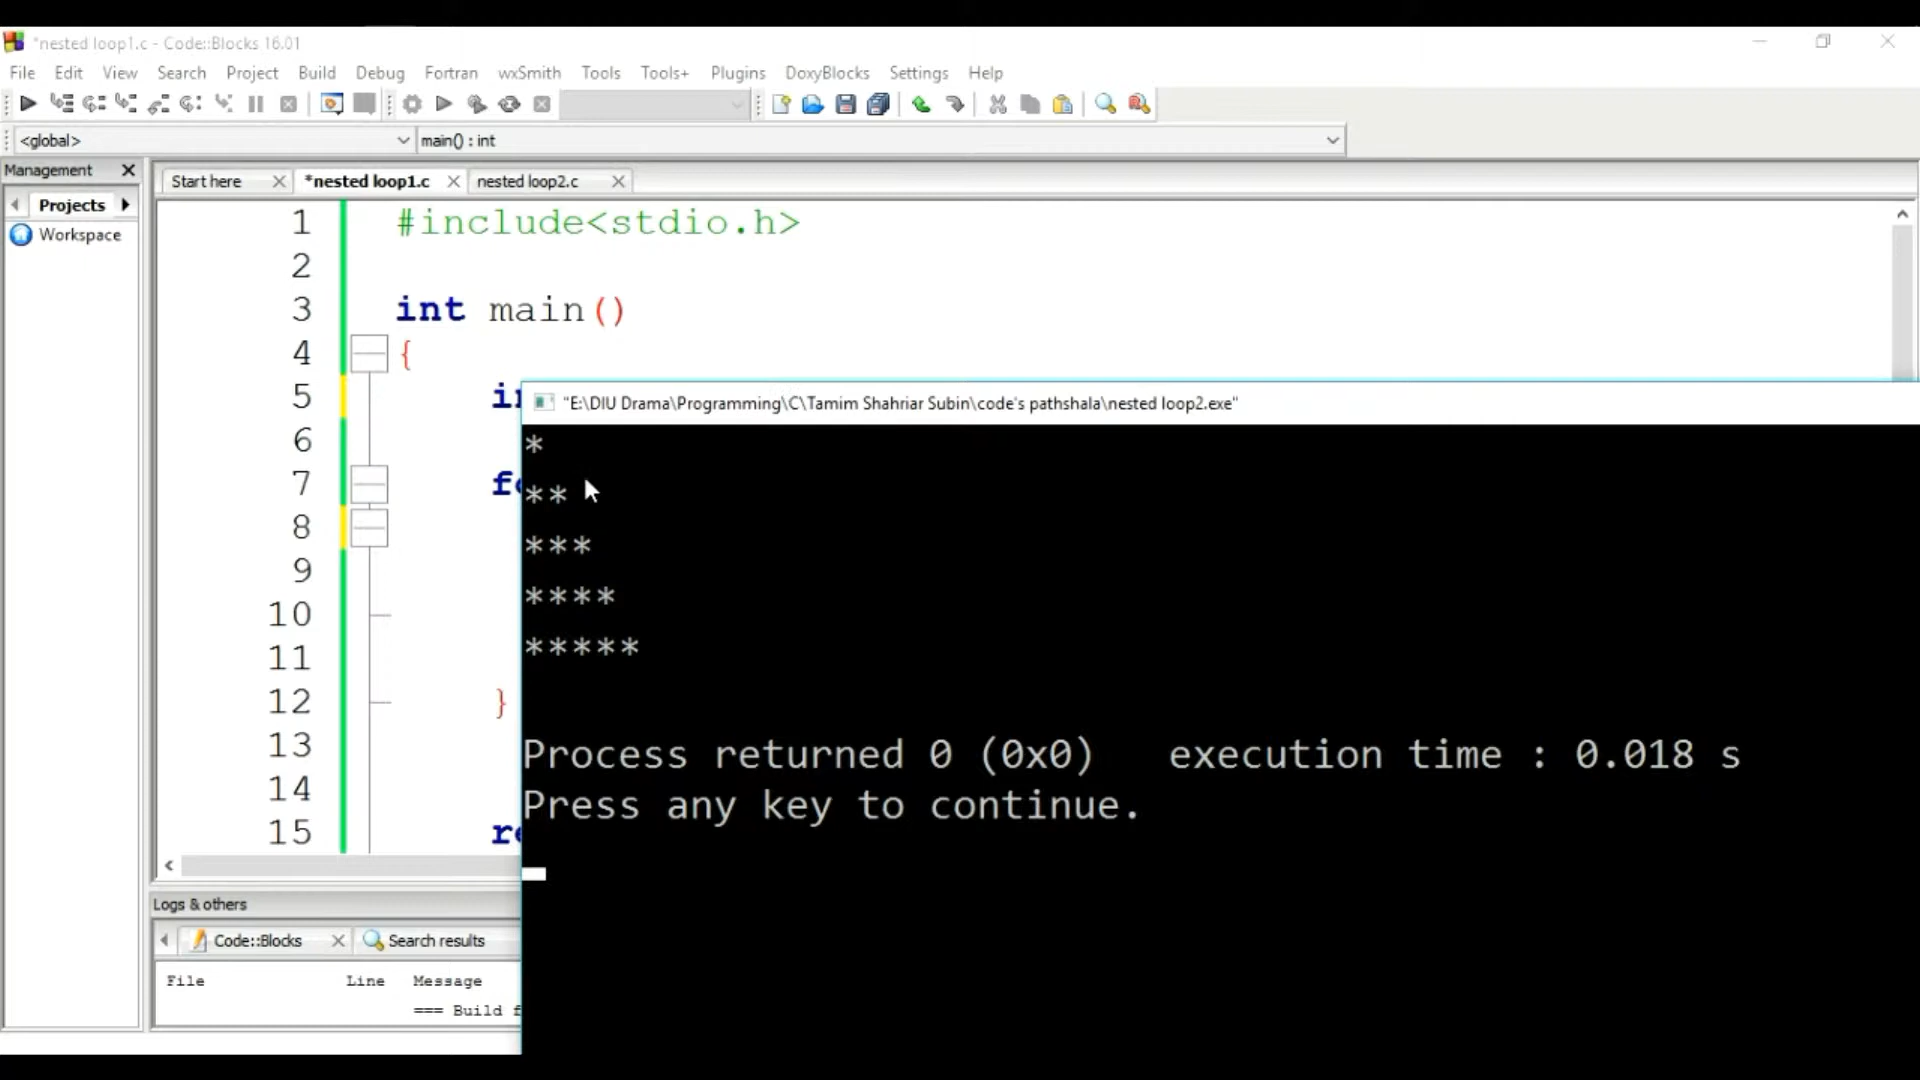 *nested loop1.c - Code::Blocks 16.01
File Edit View Search Project Build Debug Fortran wxSmith Tools Tools+ Plugins DoxyBlocks Settings Help
<global> main() : int
Management
Start here *nested loop1.c nested loop2.c
Projects
Workspace
1 #include<stdio.h>
2
3 int main()
4 {
5
6
7
8
9
10
11
12 }
13
14
15
"E:\DIU Drama\Programming\C\Tamim Shahriar Subin\code's pathshala\nested loop2.exe"
*
**
***
****
*****
Process returned 0 (0x0) execution time : 0.018 s
Press any key to continue.
Logs & others
Code::Blocks Search results
File Line Message
=== Build